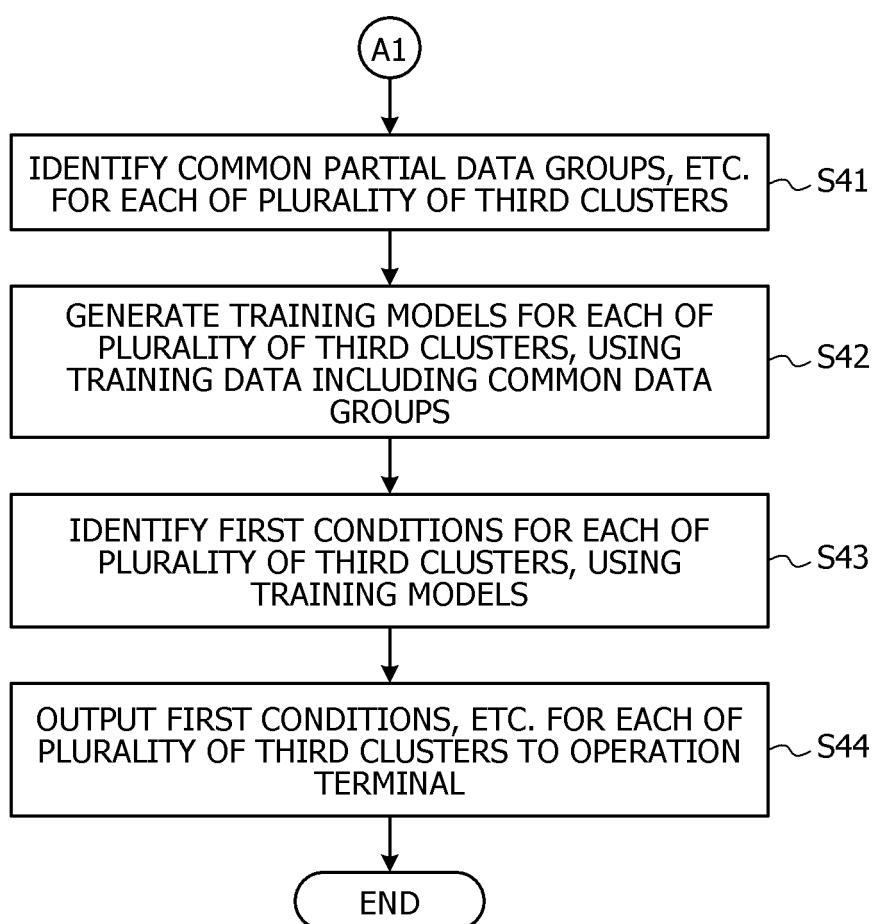 A1
IDENTIFY COMMON PARTIAL DATA GROUPS, ETC.
FOR EACH OF PLURALITY OF THIRD CLUSTERS
S41
GENERATE TRAINING MODELS FOR EACH OF
PLURALITY OF THIRD CLUSTERS, USING
TRAINING DATA INCLUDING COMMON DATA
GROUPS
S42
IDENTIFY FIRST CONDITIONS FOR EACH OF
PLURALITY OF THIRD CLUSTERS, USING
TRAINING MODELS
S43
OUTPUT FIRST CONDITIONS, ETC. FOR EACH OF
PLURALITY OF THIRD CLUSTERS TO OPERATION
TERMINAL
S44
END